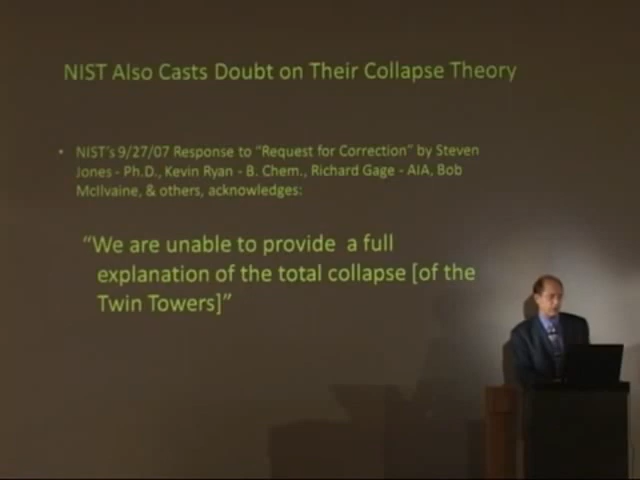 NIST Also Casts Doubt on Their Collapse Theory
• NIST's 9/27/07 Response to "Request for Correction" by Steven
Jones - Ph.D., Kevin Ryan - B. Chem., Richard Gage - AIA, Bob
McIlvaine, & others, acknowledges:
"We are unable to provide a full
explanation of the total collapse [of the
Twin Towers]"